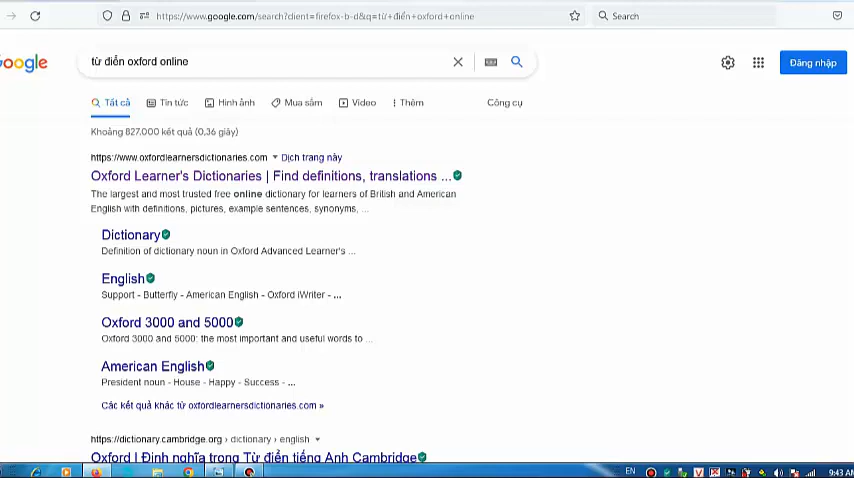 https://www.google.com/search?client=firefox-b-d&q=từ+điển+oxford+online
Search
oogle
từ điển oxford online
Đăng nhập
Tất cả
Tin tức
Hình ảnh
Mua sắm
Video
Thêm
Công cụ
Khoảng 827.000 kết quả (0,36 giây)
https://www.oxfordlearnersdictionaries.com Dịch trang này
Oxford Learner's Dictionaries | Find definitions, translations ...
The largest and most trusted free online dictionary for learners of British and American
English with definitions, pictures, example sentences, synonyms, ...
Dictionary
Definition of dictionary noun in Oxford Advanced Learner's ...
English
Support - Butterfly - American English - Oxford iWriter - ...
Oxford 3000 and 5000
Oxford 3000 and 5000: the most important and useful words to ...
American English
President noun - House - Happy - Success - ...
Các kết quả khác từ oxfordlearnersdictionaries.com »
https://dictionary.cambridge.org › dictionary › english
Oxford | Định nghĩa trong Từ điển tiếng Anh Cambridge
EN
9:43 AM